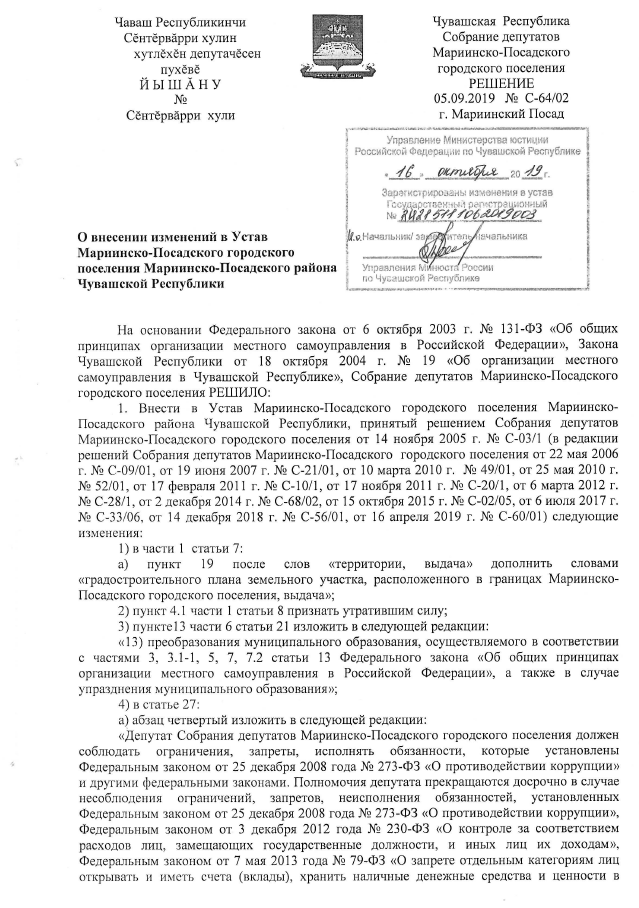 Чăваш Республикинчи
Сĕнтĕрвăрри хулин
хутлĕхĕн депутачĕсен
пухĕвĕ
Й Ы Ш Ă Н У
№
Сĕнтĕрвăрри хули
Чувашская Республика
Собрание депутатов
Мариинско-Посадского
городского поселения
РЕШЕНИЕ
05.09.2019 № С-64/02
г. Мариинский Посад
Управление Министерства юстиции
Российской Федерации по Чувашской Республике
«16» октября 2019 г.
Зарегистрированы изменения в устав
Государственный регистрационный
№
И.о. Начальник/ заместитель начальника
Управления Минюста России
по Чувашской Республике
О внесении изменений в Устав
Мариинско-Посадского городского
поселения Мариинско-Посадского района
Чувашской Республики
На основании Федерального закона от 6 октября 2003 г. № 131-ФЗ «Об общих
принципах организации местного самоуправления в Российской Федерации», Закона
Чувашской Республики от 18 октября 2004 г. № 19 «Об организации местного
самоуправления в Чувашской Республике», Собрание депутатов Мариинско-Посадского
городского поселения РЕШИЛО:
1. Внести в Устав Мариинско-Посадского городского поселения Мариинско-
Посадского района Чувашской Республики, принятый решением Собрания депутатов
Мариинско-Посадского городского поселения от 14 ноября 2005 г. № С-03/1 (в редакции
решений Собрания депутатов Мариинско-Посадского городского поселения от 22 мая 2006
г. № С-09/01, от 19 июня 2007 г. № С-21/01, от 10 марта 2010 г. № 49/01, от 25 мая 2010 г.
№ 52/01, от 17 февраля 2011 г. № С-10/1, от 17 ноября 2011 г. № С-20/1, от 6 марта 2012 г.
№ С-28/1, от 2 декабря 2014 г. № С-68/02, от 15 октября 2015 г. № С-02/05, от 6 июля 2017 г.
№ С-33/06, от 14 декабря 2018 г. № С-56/01, от 16 апреля 2019 г. № С-60/01) следующие
изменения:
1) в части 1 статьи 7:
а) пункт 19 после слов «территории, выдача» дополнить словами
«градостроительного плана земельного участка, расположенного в границах Мариинско-
Посадского городского поселения, выдача»;
2) пункт 4.1 части 1 статьи 8 признать утратившим силу;
3) пункте13 части 6 статьи 21 изложить в следующей редакции:
«13) преобразования муниципального образования, осуществляемого в соответствии
с частями 3, 3.1-1, 5, 7, 7.2 статьи 13 Федерального закона «Об общих принципах
организации местного самоуправления в Российской Федерации», а также в случае
упразднения муниципального образования»;
4) в статье 27:
а) абзац четвертый изложить в следующей редакции:
«Депутат Собрания депутатов Мариинско-Посадского городского поселения должен
соблюдать ограничения, запреты, исполнять обязанности, которые установлены
Федеральным законом от 25 декабря 2008 года № 273-ФЗ «О противодействии коррупции»
и другими федеральными законами. Полномочия депутата прекращаются досрочно в случае
несоблюдения ограничений, запретов, неисполнения обязанностей, установленных
Федеральным законом от 25 декабря 2008 года № 273-ФЗ «О противодействии коррупции»,
Федеральным законом от 3 декабря 2012 года № 230-ФЗ «О контроле за соответствием
расходов лиц, замещающих государственные должности, и иных лиц их доходам»,
Федеральным законом от 7 мая 2013 года № 79-ФЗ «О запрете отдельным категориям лиц
открывать и иметь счета (вклады), хранить наличные денежные средства и ценности в